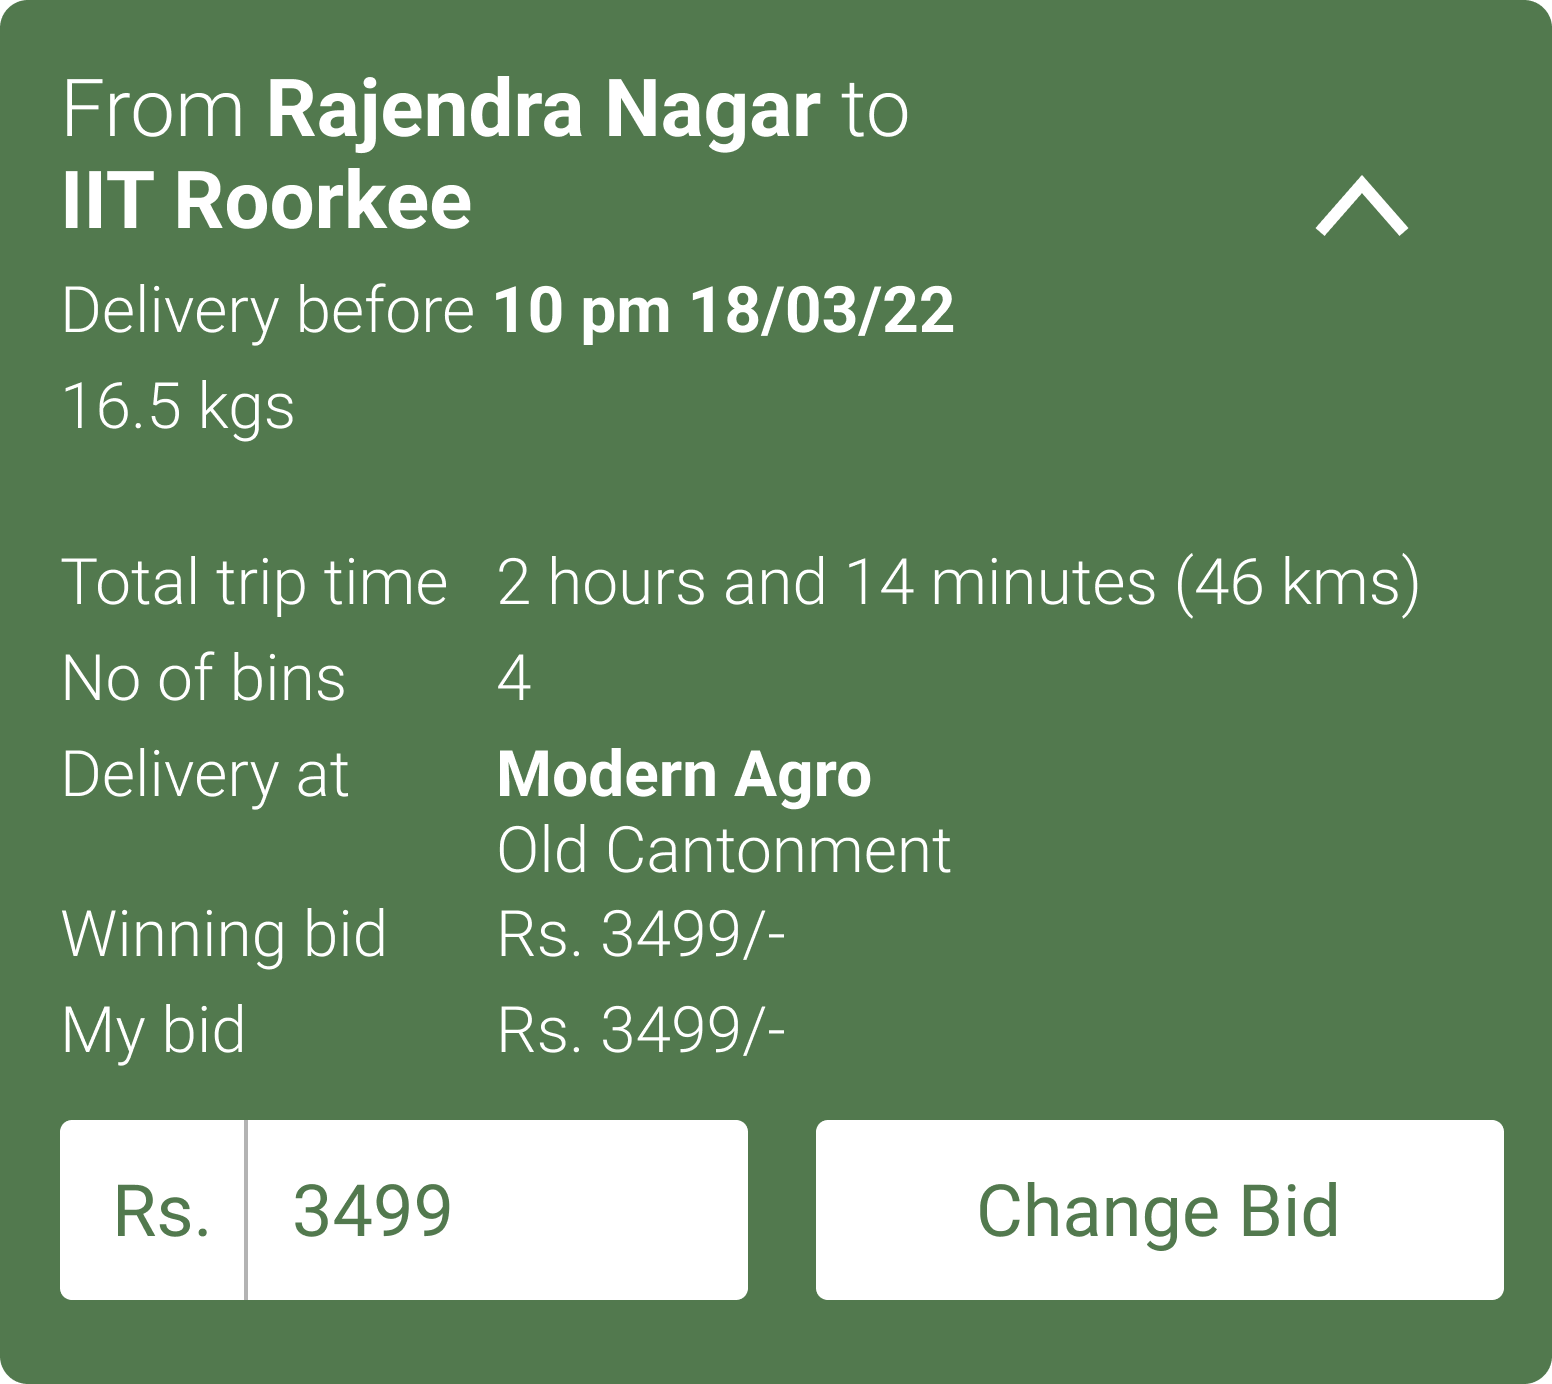 From Rajendra Nagar to
IIT Roorkee
Delivery before 10 pm 18/03/22
16.5 kgs
Total trip time 2 hours and 14 minutes (46 kms)
No of bins 4
Delivery at Modern Agro
Old Cantonment
Winning bid Rs. 3499/-
My bid Rs. 3499/-
Rs. 3499 Change Bid